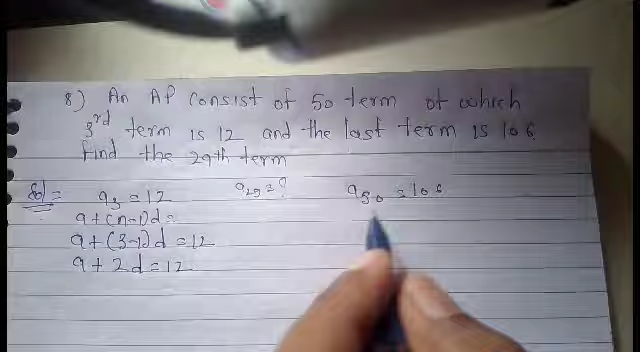 8) An AP consist of 50 term of which
3rd term is 12 and the last term is 106
find the 29th term
Sol= a3=12 a29=? a50=106
a+(n-1)d=
a+(3-1)d=12
a+2d=12